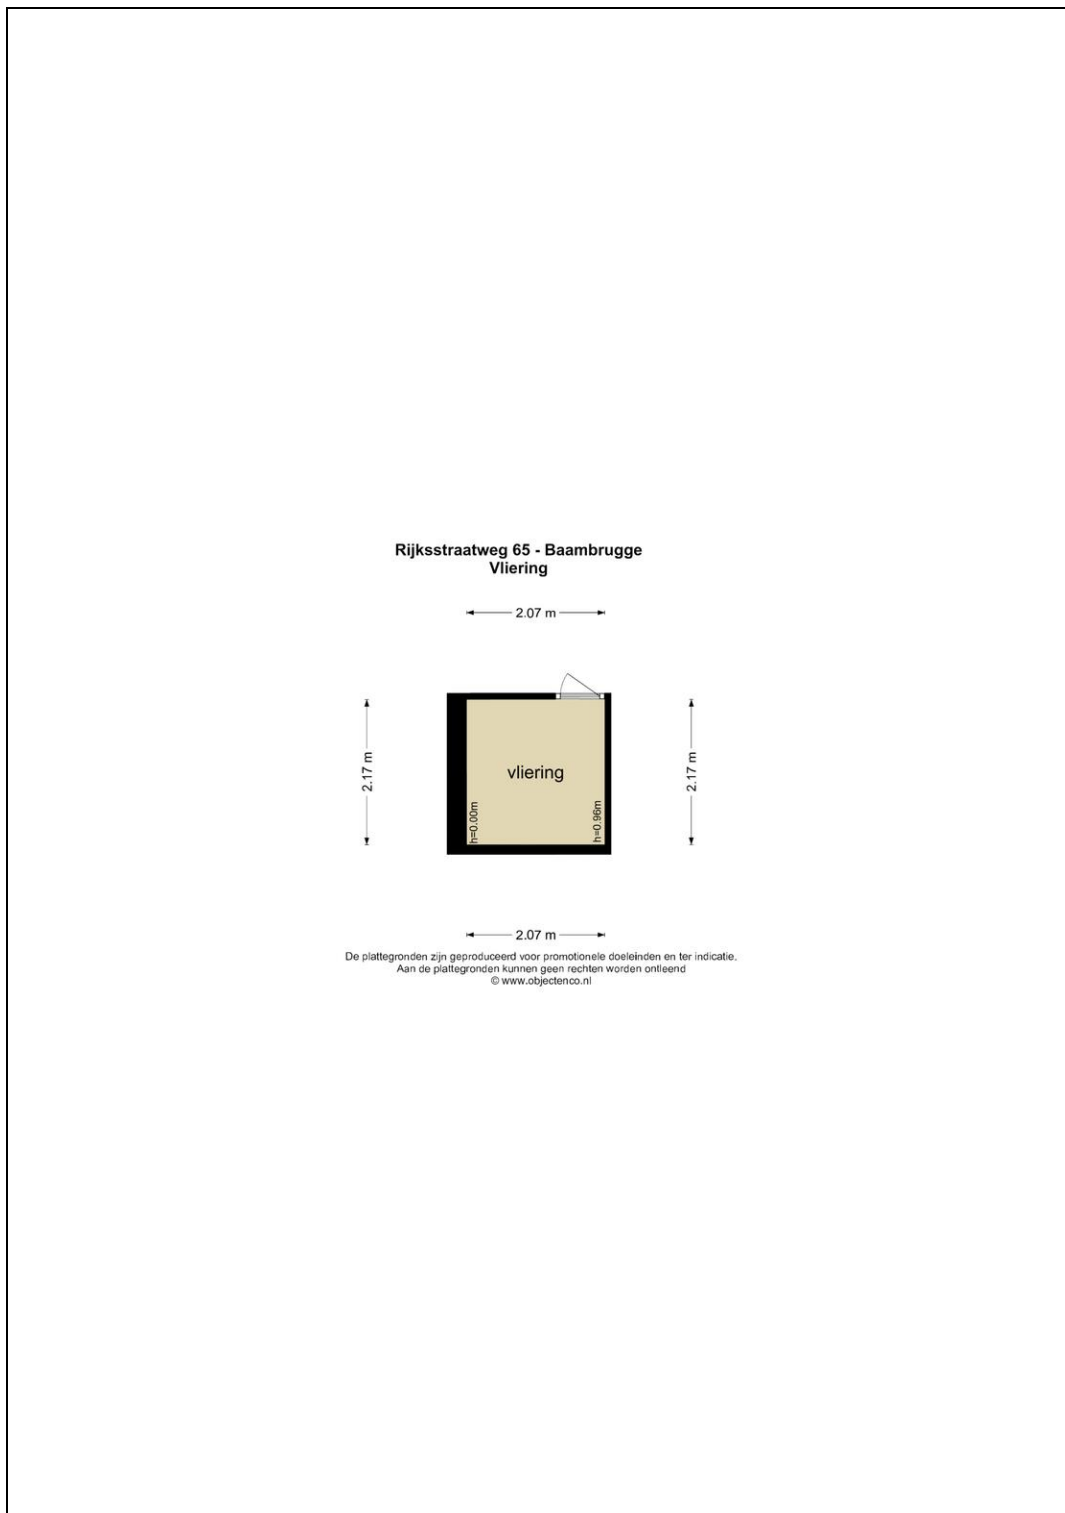 Rijksstraatweg 65 - Baambrugge
Vliering
2.07 m
2.17 m
2.17 m
vliering
h=0.00m
h=0.96m
2.07 m
De plattegronden zijn geproduceerd voor promotionele doeleinden en ter indicatie.
Aan de plattegronden kunnen geen rechten worden ontleend
© www.objectenco.nl